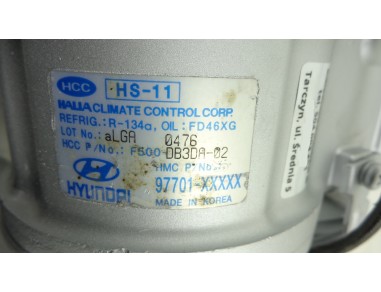 HCC HS-11
HALLA CLIMATE CONTROL CORP.
REFRIG.: R-134a, OIL: FD46XG
LOT No.: aLGA 0476
HCC P/No.: F500-DB3DA-02
HMC P/No.
HYUNDAI 97701-XXXXX
MADE IN KOREA
Tarczyn, ul. Średnia 5